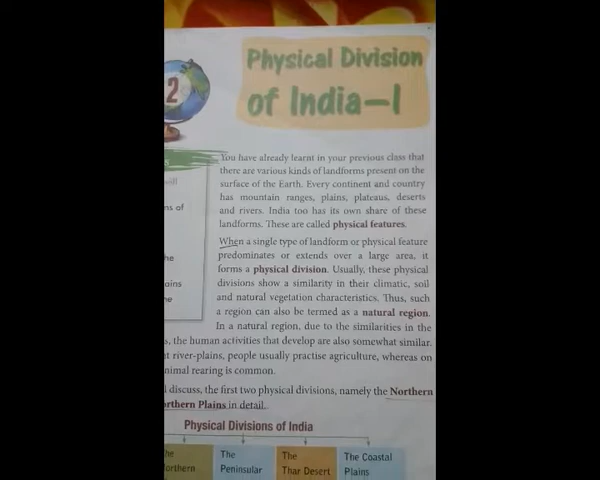 2
Physical Division
of India—I
You have already learnt in your previous class that
there are various kinds of landforms present on the
surface of the Earth. Every continent and country
has mountain ranges, plains, plateaus, deserts
and rivers. India too has its own share of these
landforms. These are called physical features.
When a single type of landform or physical feature
predominates or extends over a large area, it
forms a physical division. Usually, these physical
divisions show a similarity in their climatic, soil
and natural vegetation characteristics. Thus, such
a region can also be termed as a natural region.
In a natural region, due to the similarities in the
, the human activities that develop are also somewhat similar.
river-plains, people usually practise agriculture, whereas on
rearing is common.
discuss, the first two physical divisions, namely the Northern
Plains in detail.
Physical Divisions of India
The Peninsular
The Thar Desert
The Coastal Plains